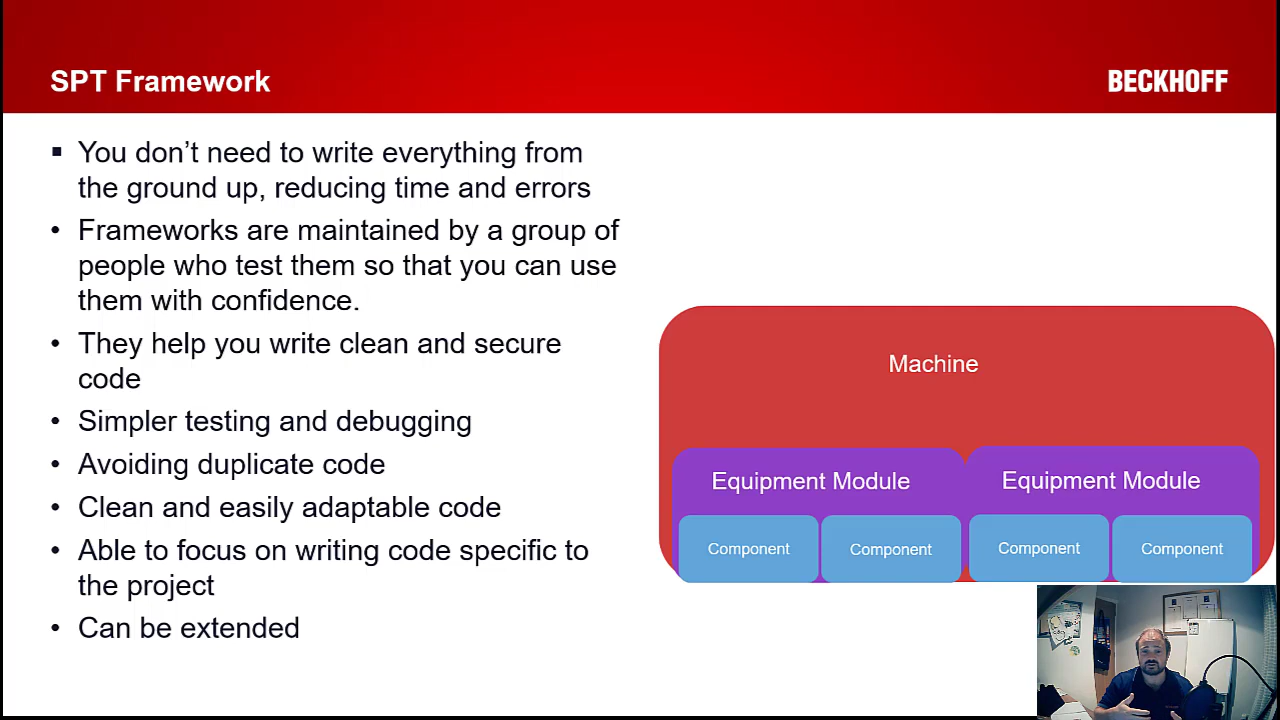 SPT Framework
BECKHOFF
▪ You don’t need to write everything from
the ground up, reducing time and errors
• Frameworks are maintained by a group of
people who test them so that you can use
them with confidence.
• They help you write clean and secure
code
• Simpler testing and debugging
• Avoiding duplicate code
• Clean and easily adaptable code
• Able to focus on writing code specific to
the project
• Can be extended
Machine
Equipment Module
Equipment Module
Component
Component
Component
Component